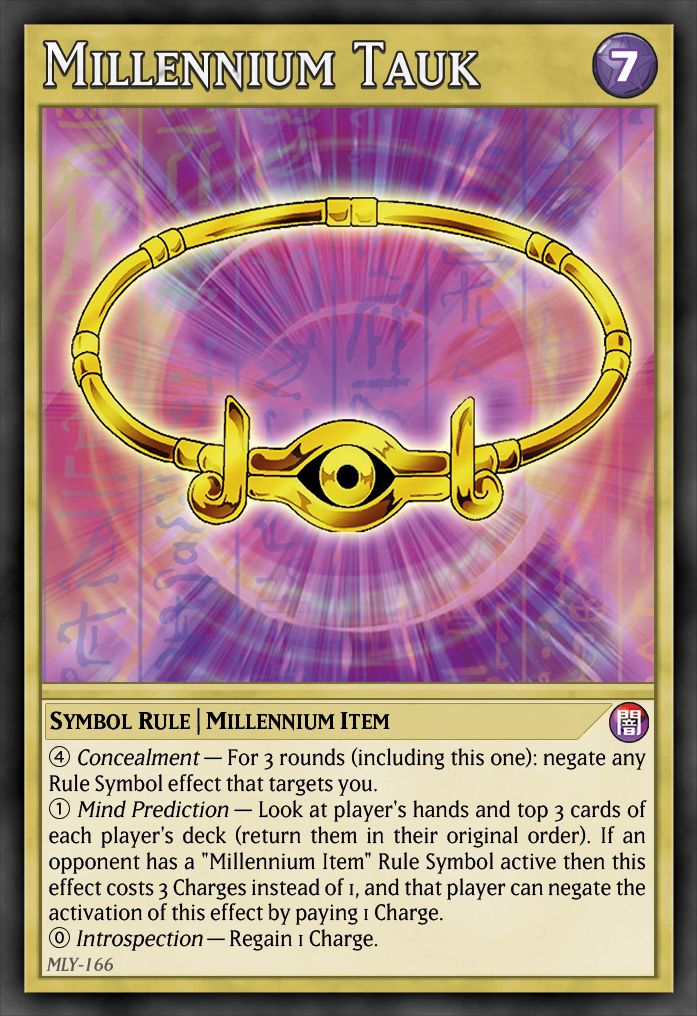 Millennium Tauk
7
Symbol Rule | Millennium Item
闇
④ Concealment — For 3 rounds (including this one): negate any
Rule Symbol effect that targets you.
① Mind Prediction — Look at player's hands and top 3 cards of
each player's deck (return them in their original order). If an
opponent has a "Millennium Item" Rule Symbol active then this
effect costs 3 Charges instead of 1, and that player can negate the
activation of this effect by paying 1 Charge.
⓪ Introspection — Regain 1 Charge.
MLY-166